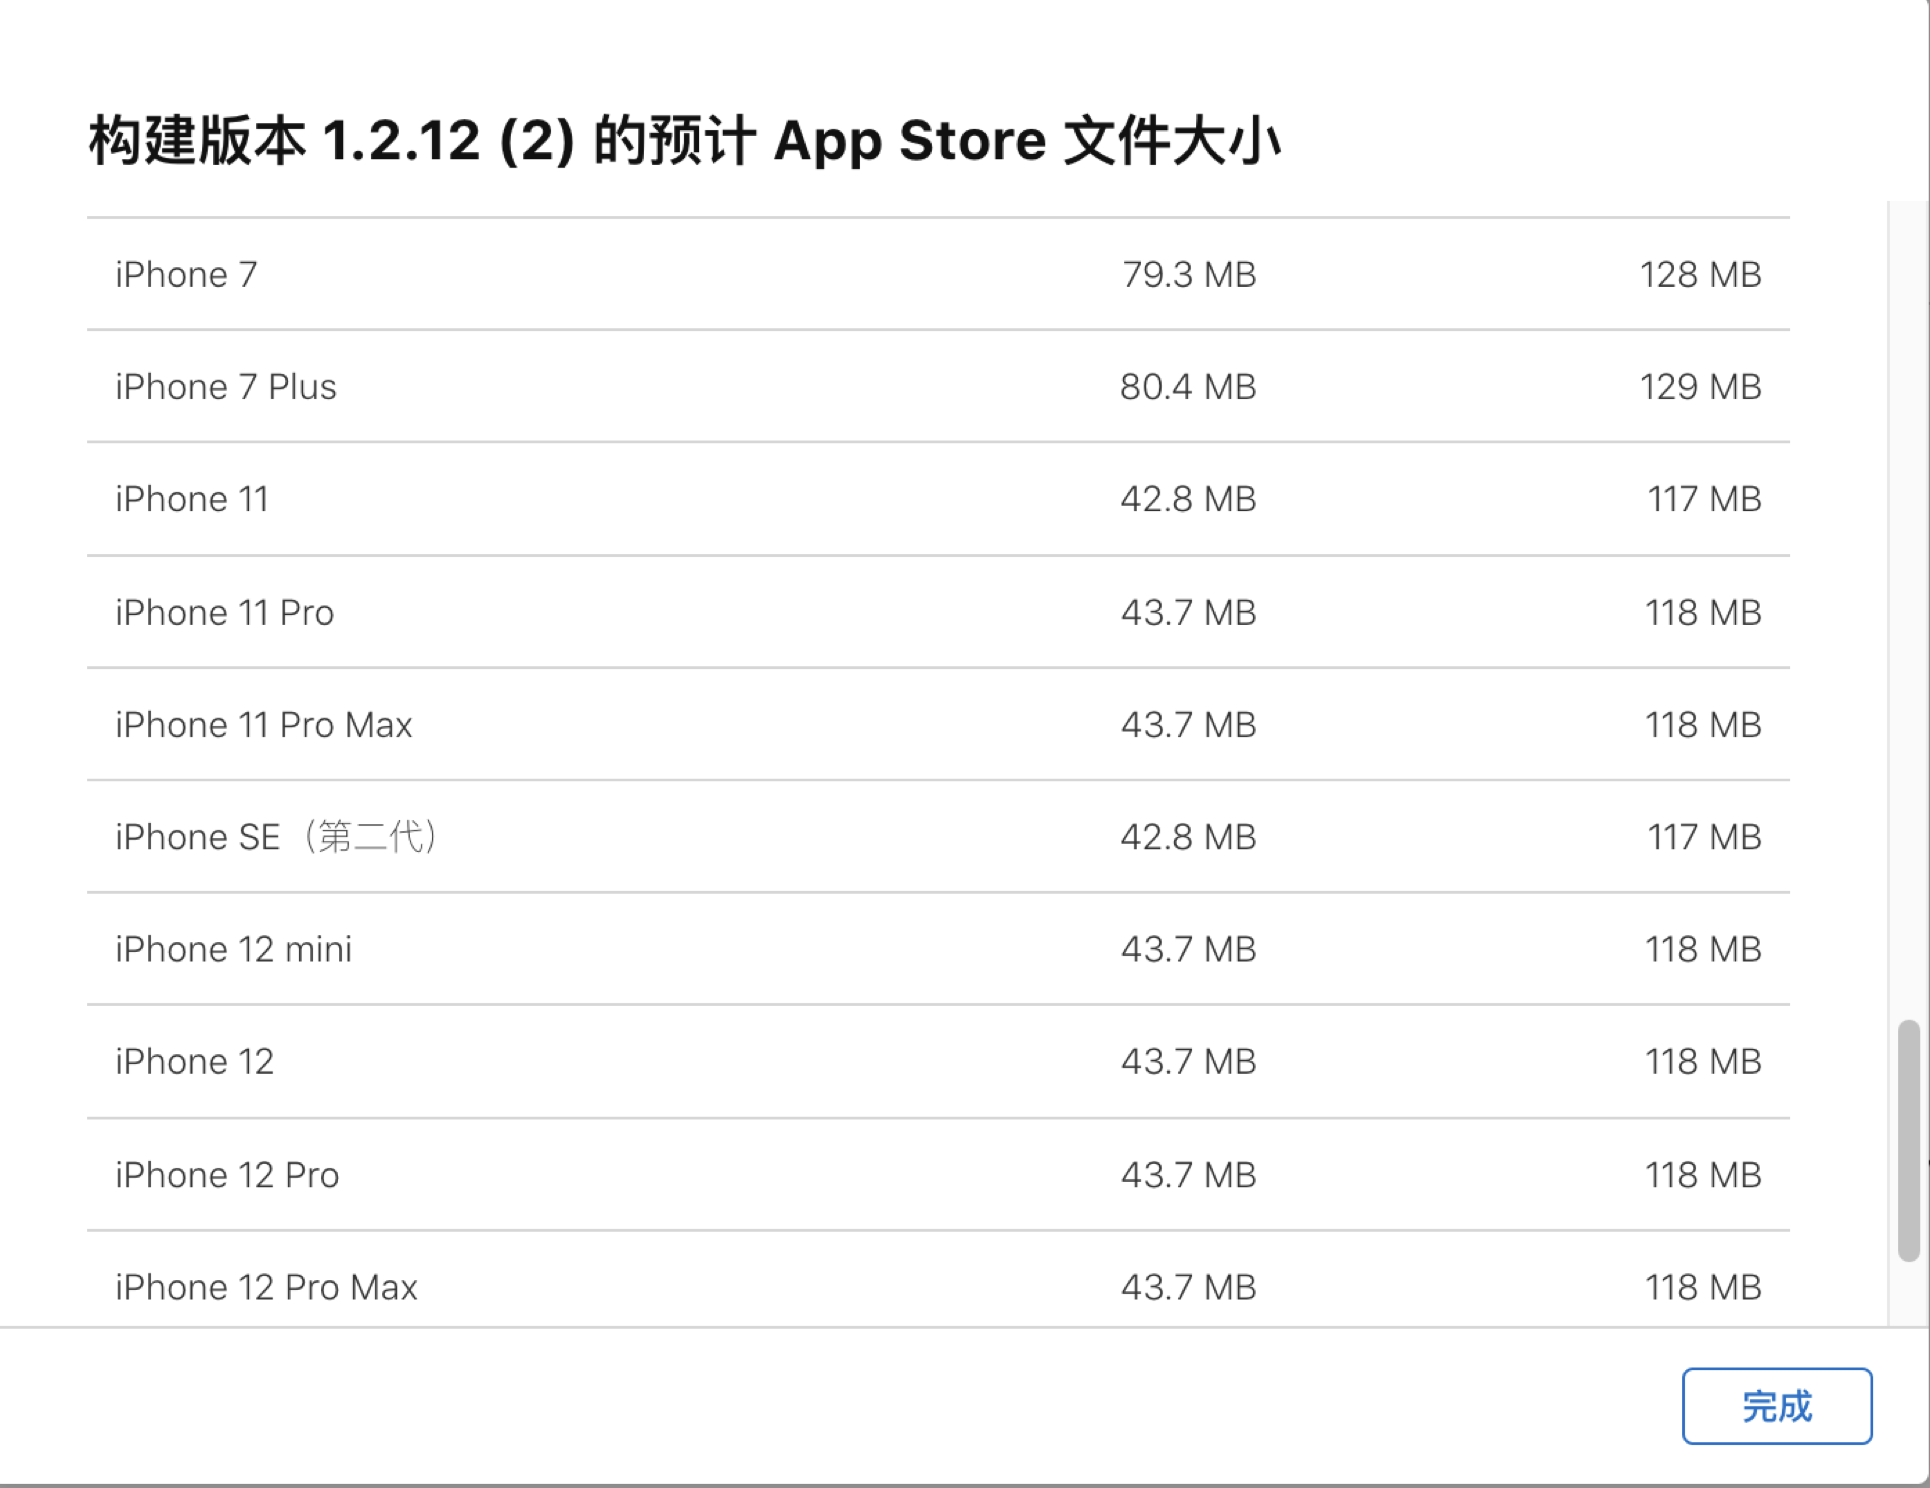 构建版本 1.2.12 (2) 的预计 App Store 文件大小
iPhone 7 79.3 MB 128 MB
iPhone 7 Plus 80.4 MB 129 MB
iPhone 11 42.8 MB 117 MB
iPhone 11 Pro 43.7 MB 118 MB
iPhone 11 Pro Max 43.7 MB 118 MB
iPhone SE（第二代） 42.8 MB 117 MB
iPhone 12 mini 43.7 MB 118 MB
iPhone 12 43.7 MB 118 MB
iPhone 12 Pro 43.7 MB 118 MB
iPhone 12 Pro Max 43.7 MB 118 MB
完成